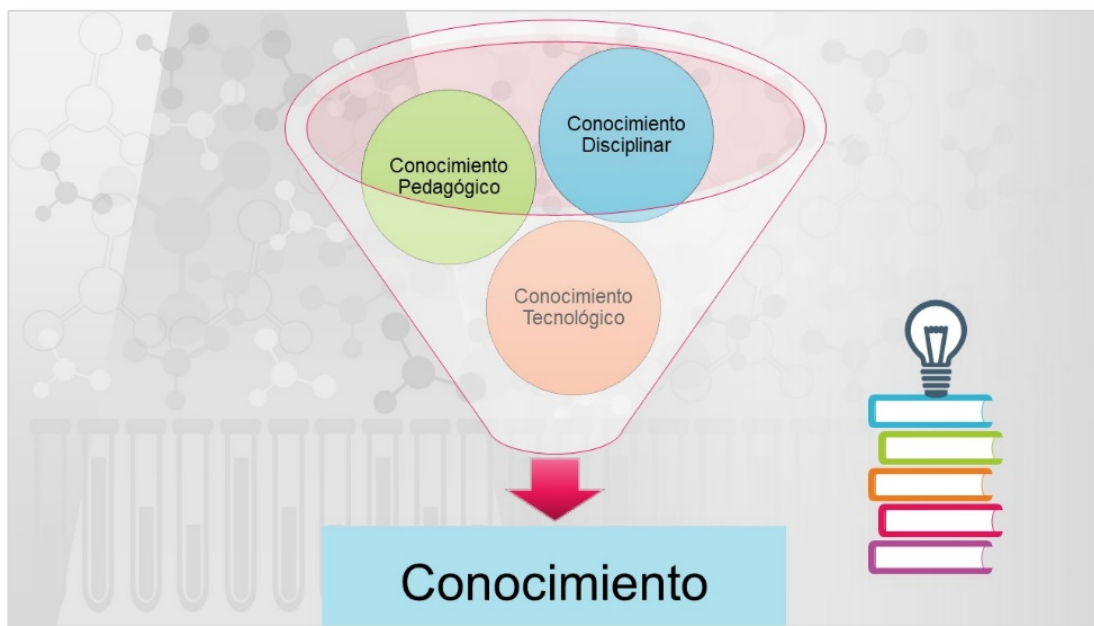 Conocimiento
Disciplinar
Conocimiento
Pedagógico
Conocimiento
Tecnológico
Conocimiento